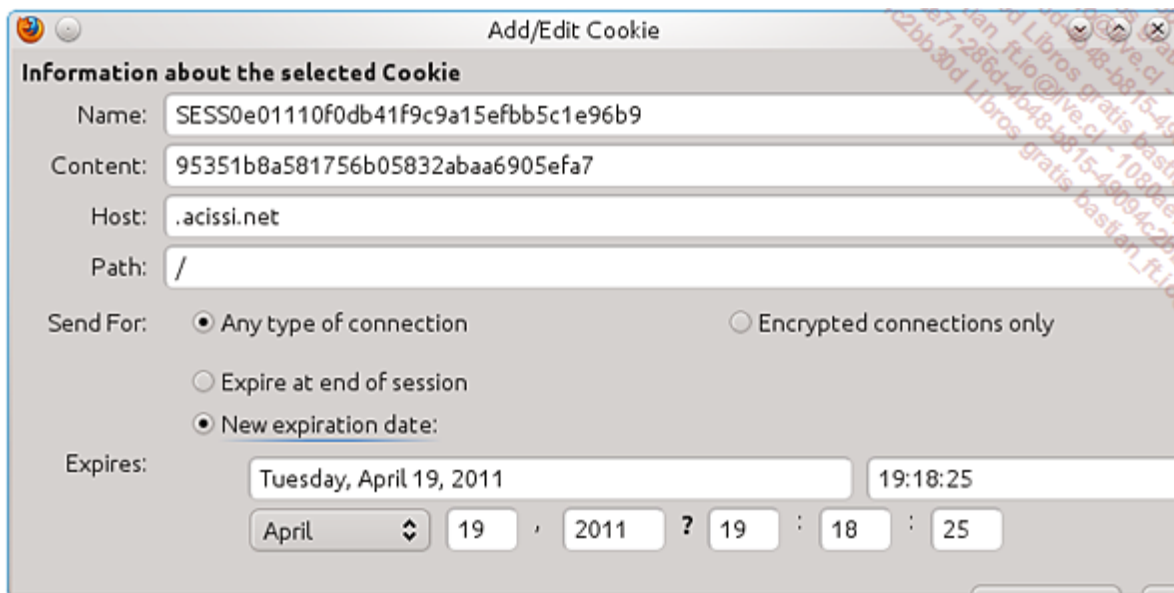 Add/Edit Cookie
Information about the selected Cookie
Name: SESS0e01110f0db41f9c9a15efbb5c1e96b9
Content: 95351b8a581756b05832abaa6905efa7
Host: .acissi.net
Path: /
Send For: Any type of connection Encrypted connections only
Expire at end of session
New expiration date:
Expires:
Tuesday, April 19, 2011 19:18:25
April 19 , 2011 ? 19 : 18 : 25